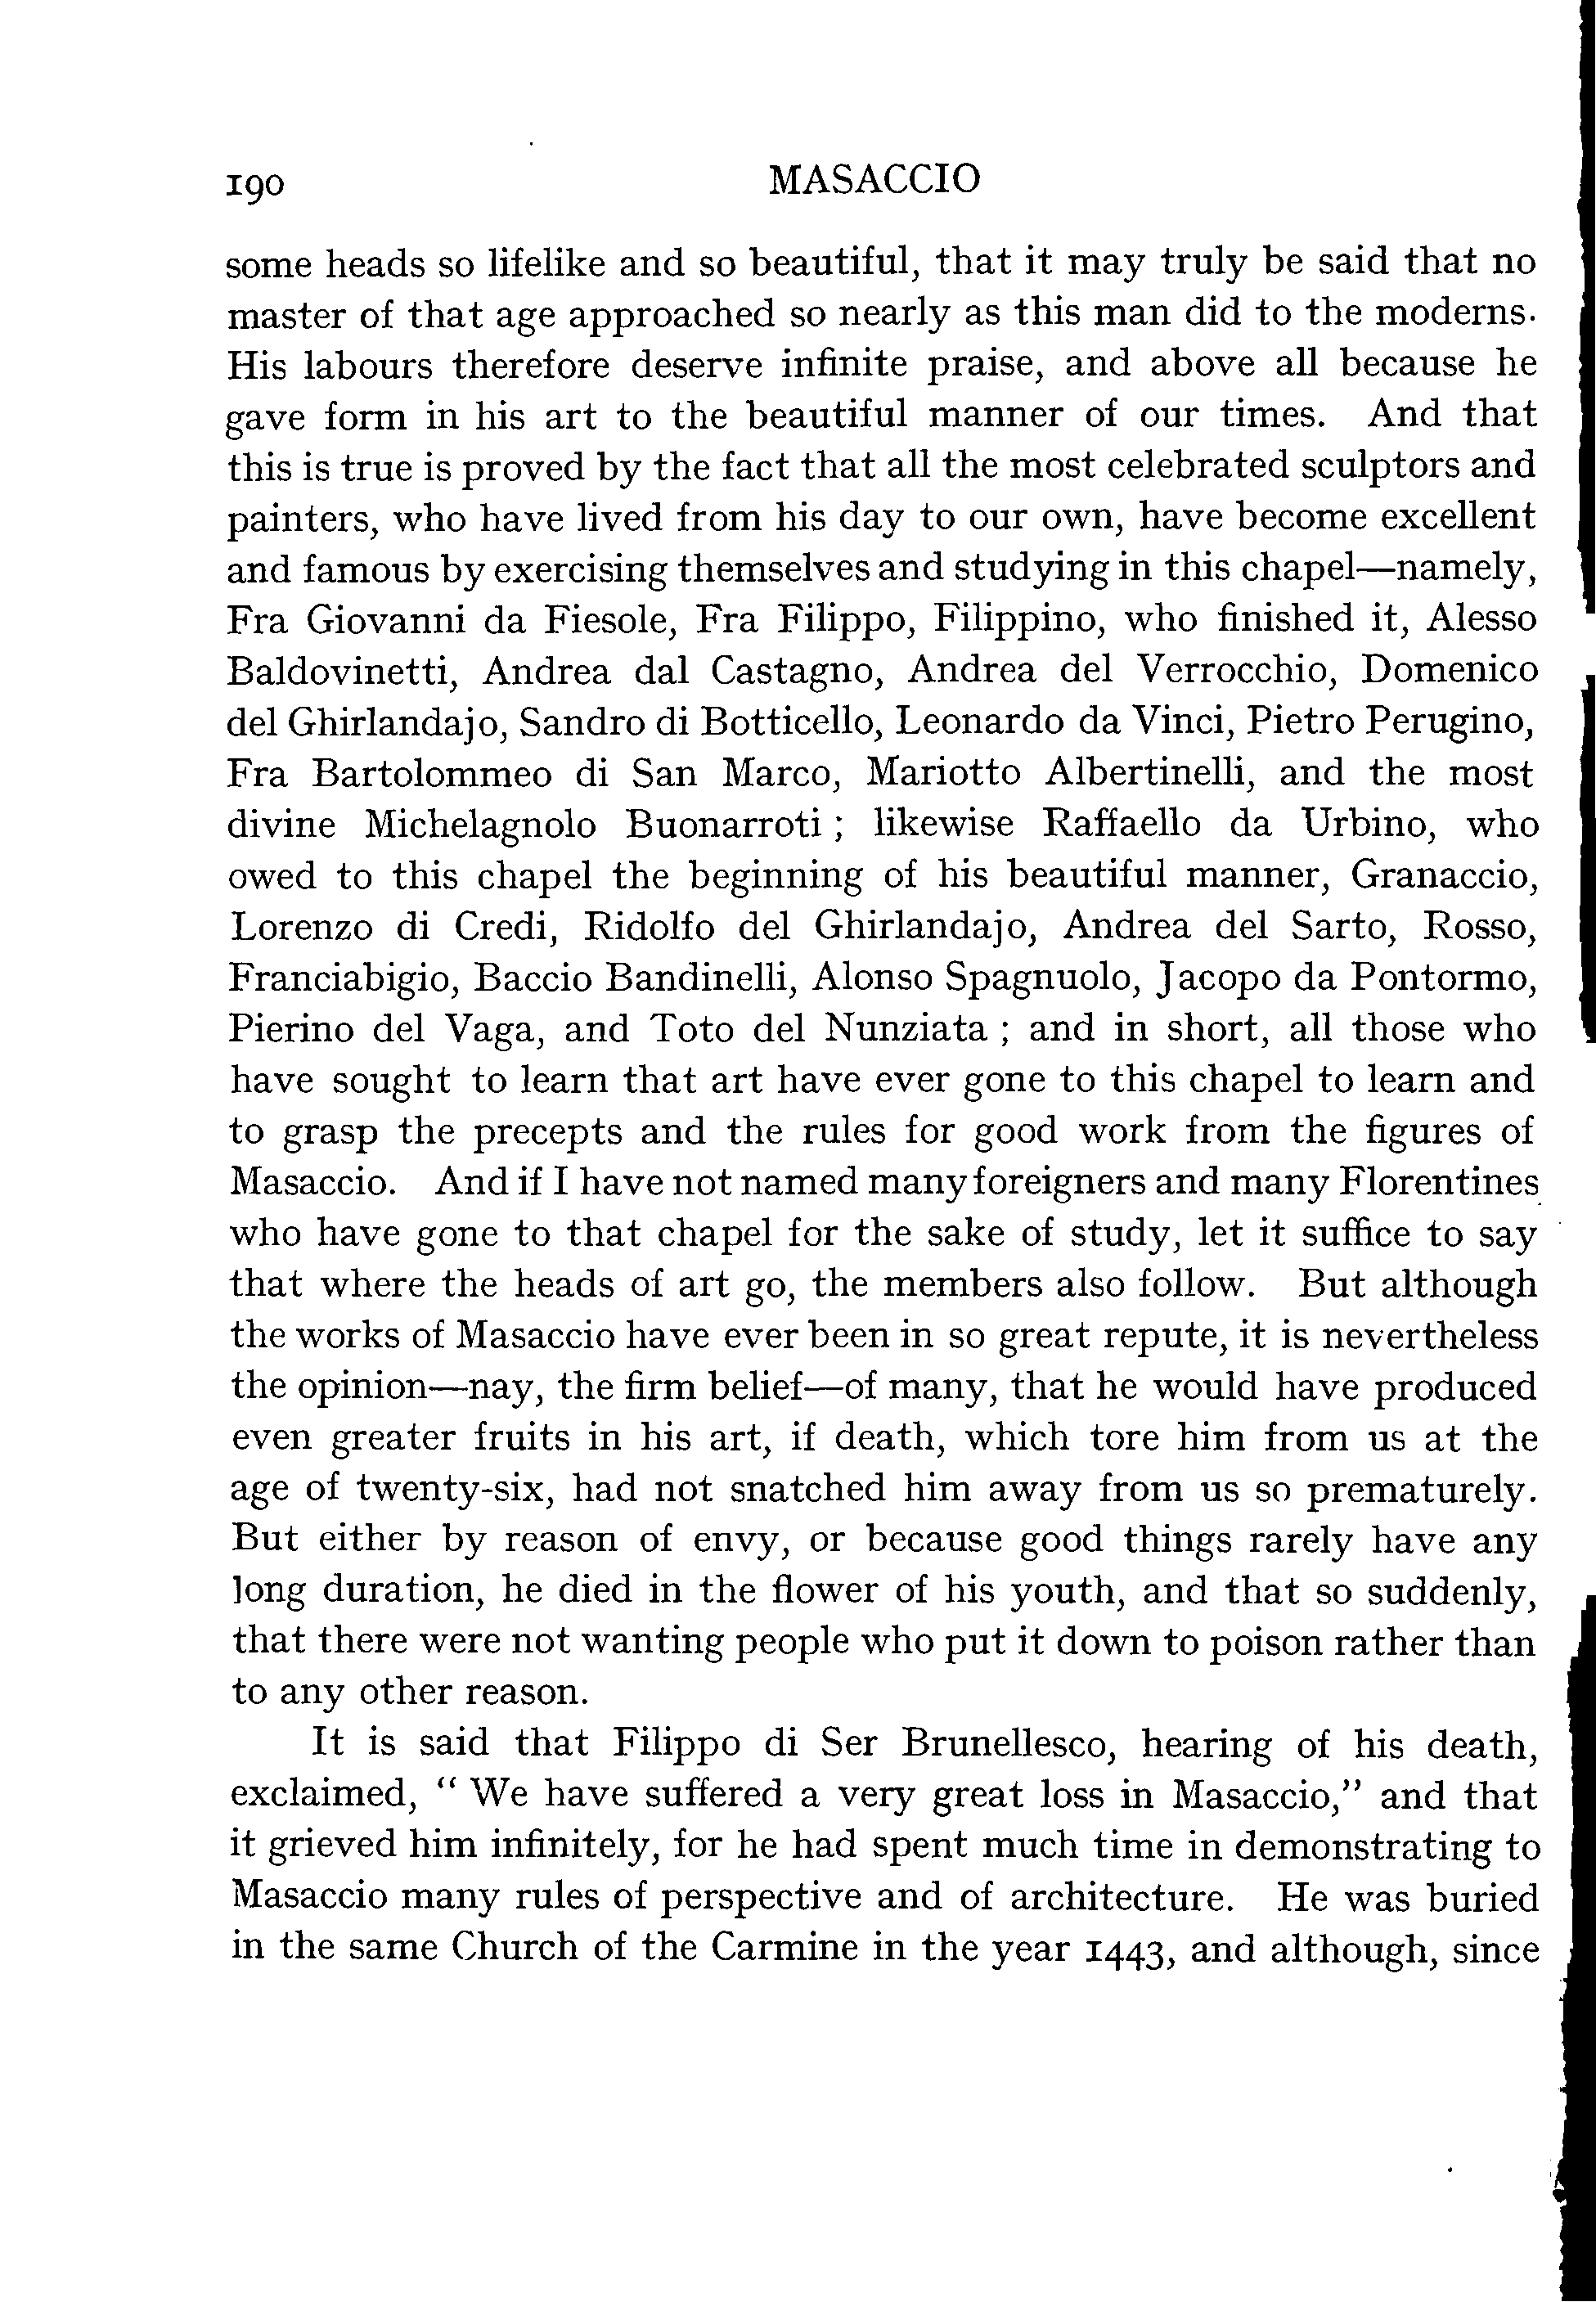 190 MASACCIO
some heads so lifelike and so beautiful, that it may truly be said that no
master of that age approached so nearly as this man did to the moderns.
His labours therefore deserve infinite praise, and above all because he
gave form in his art to the beautiful manner of our times. And that
this is true is proved by the fact that all the most celebrated sculptors and
painters, who have lived from his day to our own, have become excellent
and famous by exercising themselves and studying in this chapel—namely,
Fra Giovanni da Fiesole, Fra Filippo, Filippino, who finished it, Alesso
Baldovinetti, Andrea dal Castagno, Andrea del Verrocchio, Domenico
del Ghirlandajo, Sandro di Botticello, Leonardo da Vinci, Pietro Perugino,
Fra Bartolommeo di San Marco, Mariotto Albertinelli, and the most
divine Michelagnolo Buonarroti ; likewise Raffaello da Urbino, who
owed to this chapel the beginning of his beautiful manner, Granaccio,
Lorenzo di Credi, Ridolfo del Ghirlandajo, Andrea del Sarto, Rosso,
Franciabigio, Baccio Bandinelli, Alonso Spagnuolo, Jacopo da Pontormo,
Pierino del Vaga, and Toto del Nunziata ; and in short, all those who
have sought to learn that art have ever gone to this chapel to learn and
to grasp the precepts and the rules for good work from the figures of
Masaccio. And if I have not named many foreigners and many Florentines
who have gone to that chapel for the sake of study, let it suffice to say
that where the heads of art go, the members also follow. But although
the works of Masaccio have ever been in so great repute, it is nevertheless
the opinion—nay, the firm belief—of many, that he would have produced
even greater fruits in his art, if death, which tore him from us at the
age of twenty-six, had not snatched him away from us so prematurely.
But either by reason of envy, or because good things rarely have any
long duration, he died in the flower of his youth, and that so suddenly,
that there were not wanting people who put it down to poison rather than
to any other reason.
It is said that Filippo di Ser Brunellesco, hearing of his death,
exclaimed, “ We have suffered a very great loss in Masaccio,” and that
it grieved him infinitely, for he had spent much time in demonstrating to
Masaccio many rules of perspective and of architecture. He was buried
in the same Church of the Carmine in the year 1443, and although, since